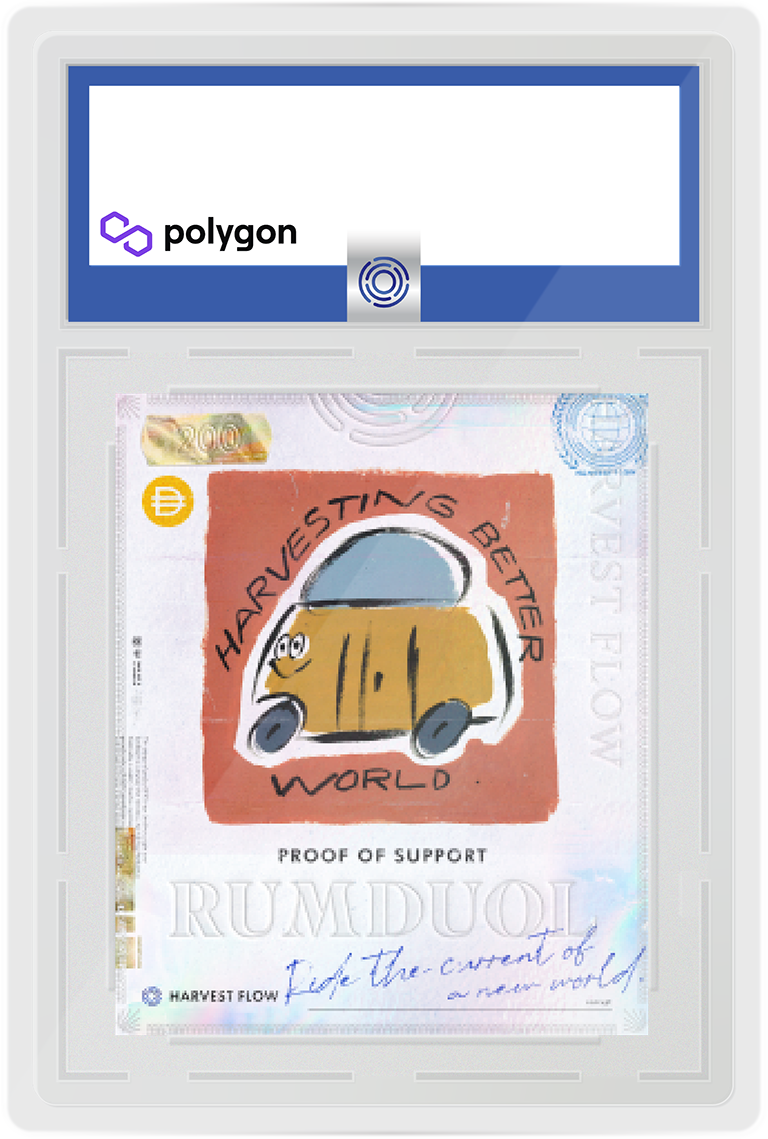 polygon
200
HARVESTING BETTER
WORLD.
HARVEST FLOW
PROOF OF SUPPORT
RUMDUOL
Ride the current of
a new world.
HARVEST FLOW